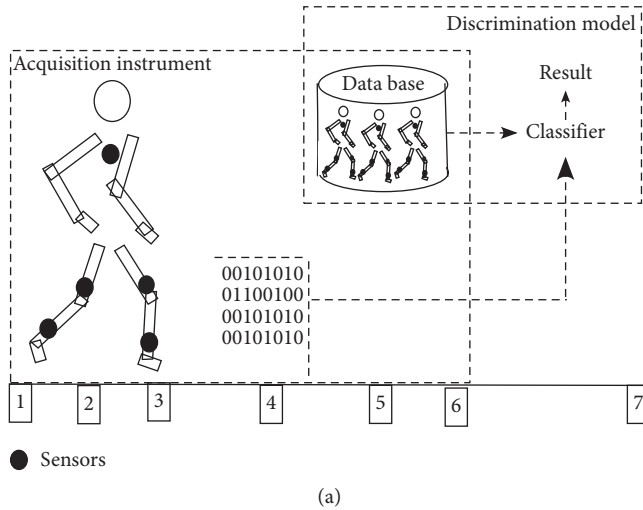 Discrimination model
Acquisition instrument
Data base
Result
Classifier
00101010
01100100
00101010
00101010
1 2 3 4 5 6 7
Sensors
(a)